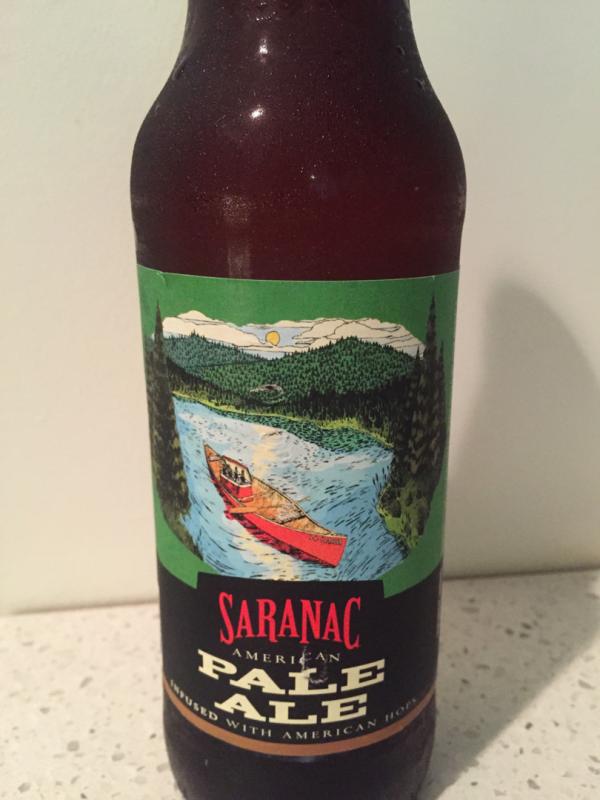 SARANAC
AMERICAN
PALE
ALE
INFUSED WITH AMERICAN HOPS